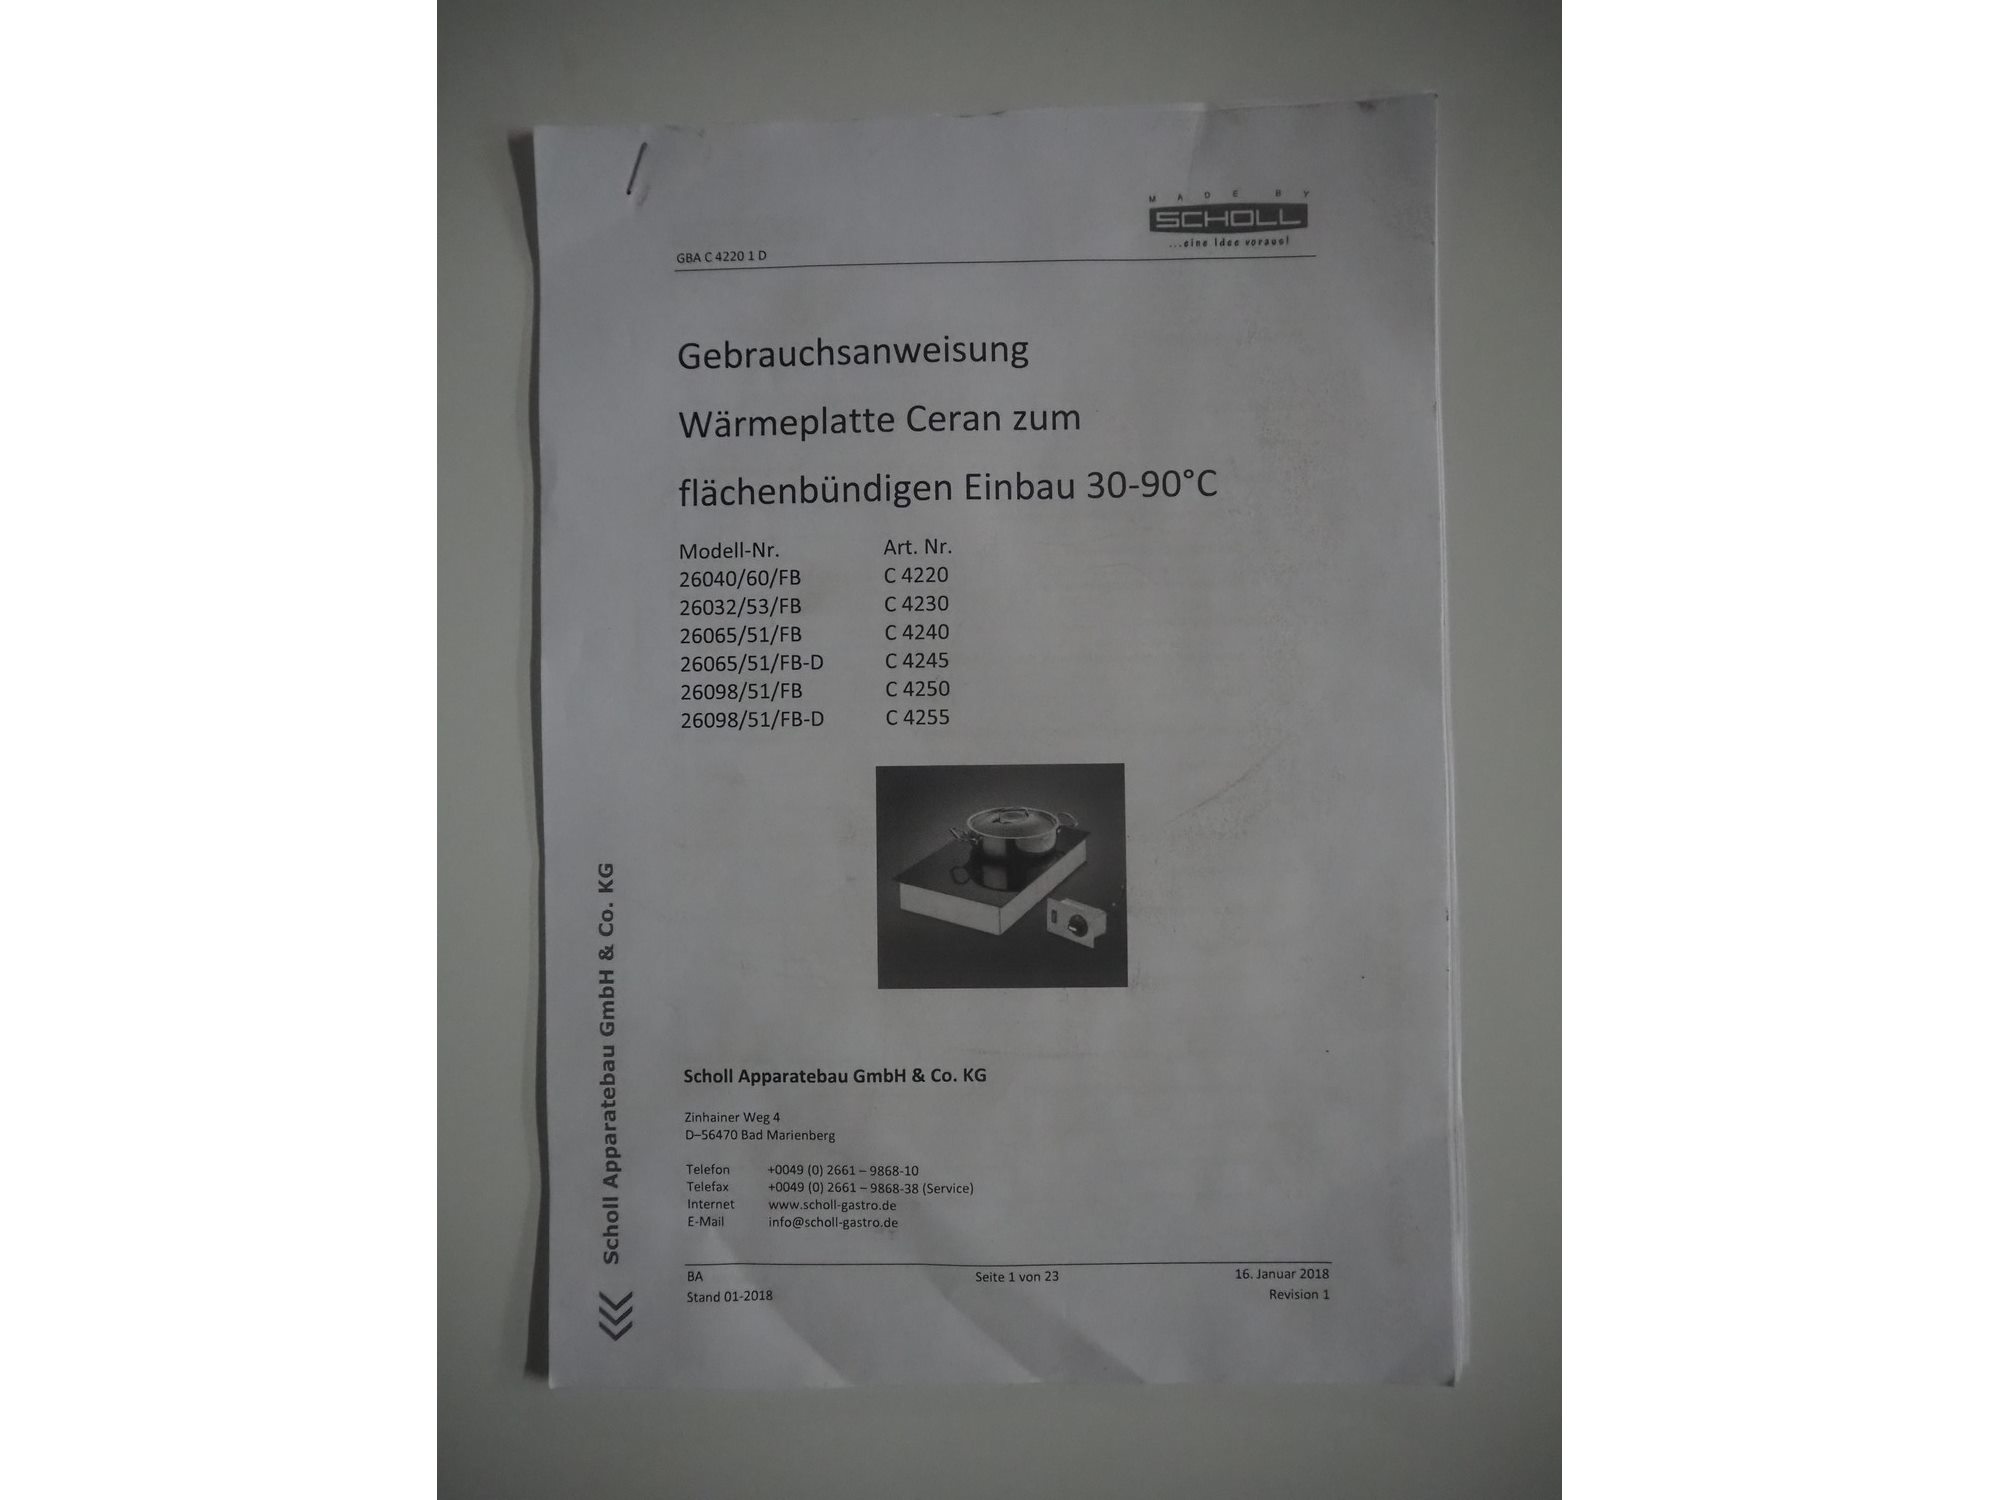 MADE BY
SCHOLL
...eine Idee voraus!
GBA C 4220 1 D
Gebrauchsanweisung
Wärmeplatte Ceran zum
flächenbündigen Einbau 30-90°C
Modell-Nr. Art. Nr.
26040/60/FB C 4220
26032/53/FB C 4230
26065/51/FB C 4240
26065/51/FB-D C 4245
26098/51/FB C 4250
26098/51/FB-D C 4255
Scholl Apparatebau GmbH & Co. KG
Scholl Apparatebau GmbH & Co. KG
Zinhainer Weg 4
D–56470 Bad Marienberg
Telefon +0049 (0) 2661 – 9868-10
Telefax +0049 (0) 2661 – 9868-38 (Service)
Internet www.scholl-gastro.de
E-Mail info@scholl-gastro.de
BA Seite 1 von 23 16. Januar 2018
Stand 01-2018 Revision 1